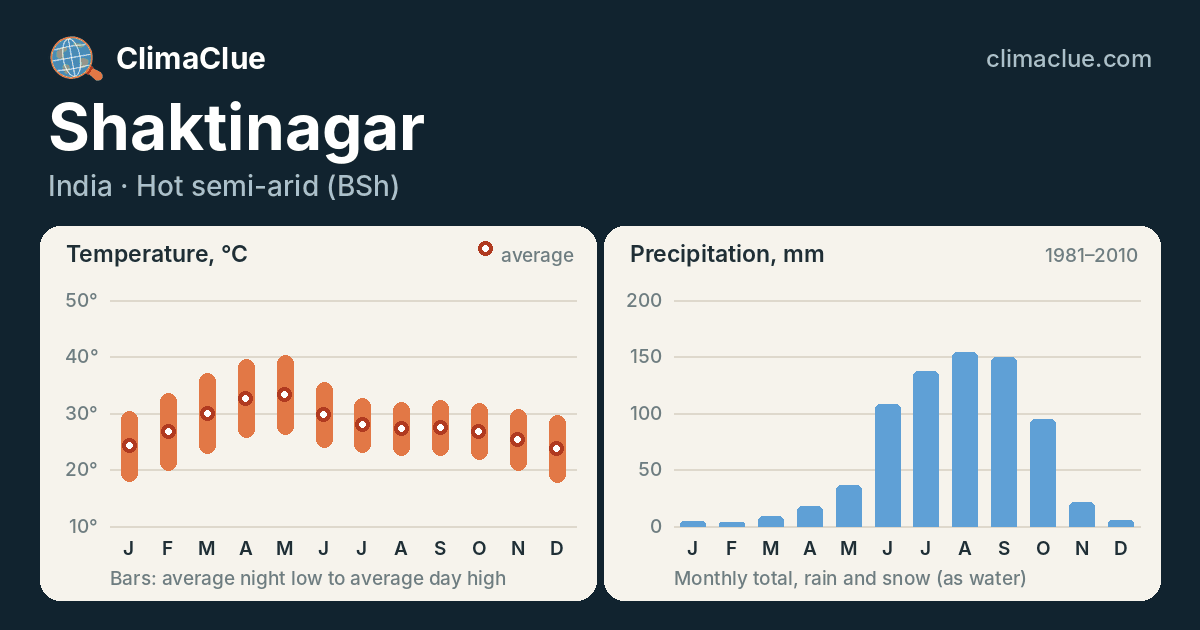 ClimaClue
climaclue.com
Shaktinagar
India · Hot semi-arid (BSh)
Temperature, °C
average
50°
40°
30°
20°
10°
J F M A M J J A S O N D
Bars: average night low to average day high
Precipitation, mm
1981–2010
200
150
100
50
0
J F M A M J J A S O N D
Monthly total, rain and snow (as water)